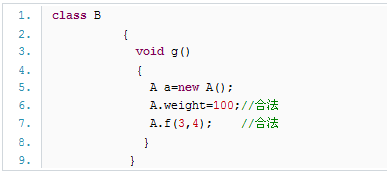 1. class B
2. {
3. void g()
4. {
5. A a=new A();
6. A.weight=100;//合法
7. A.f(3,4); //合法
8. }
9. }